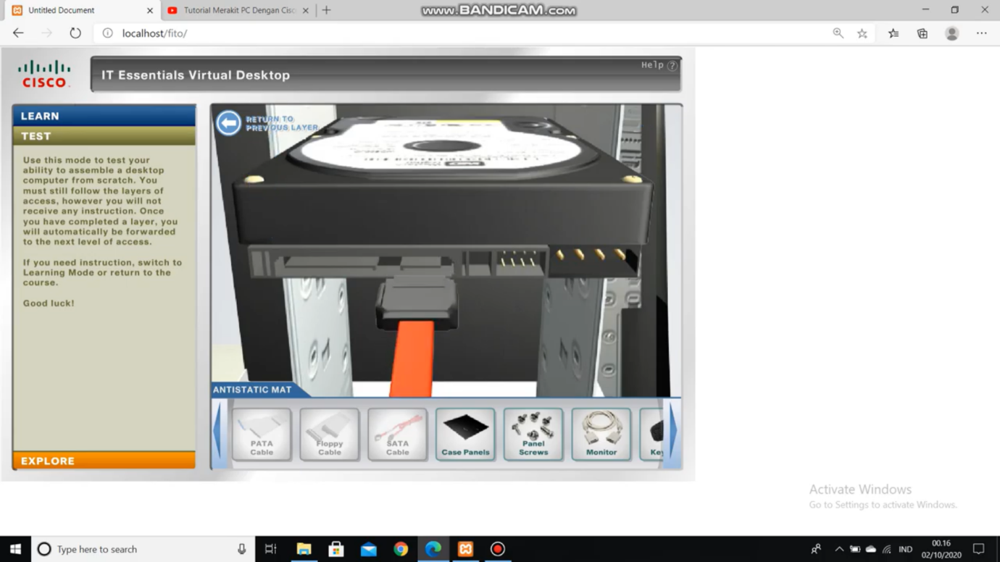 Untitled Document
Tutorial Merakit PC Dengan Cisc
www.BANDICAM.com
localhost/fito/
CISCO
IT Essentials Virtual Desktop
Help ?
LEARN
TEST
Use this mode to test your
ability to assemble a desktop
computer from scratch. You
must still follow the layers of
access, however you will not
receive any instruction. Once
you have completed a layer, you
will automatically be forwarded
to the next level of access.
If you need instruction, switch to
Learning Mode or return to the
course.
Good luck!
EXPLORE
RETURN TO
PREVIOUS LAYER
ANTISTATIC MAT
PATA
Cable
Floppy
Cable
SATA
Cable
Case Panels
Panel
Screws
Monitor
Key
Activate Windows
Go to Settings to activate Windows.
Type here to search
IND
00.16
02/10/2020